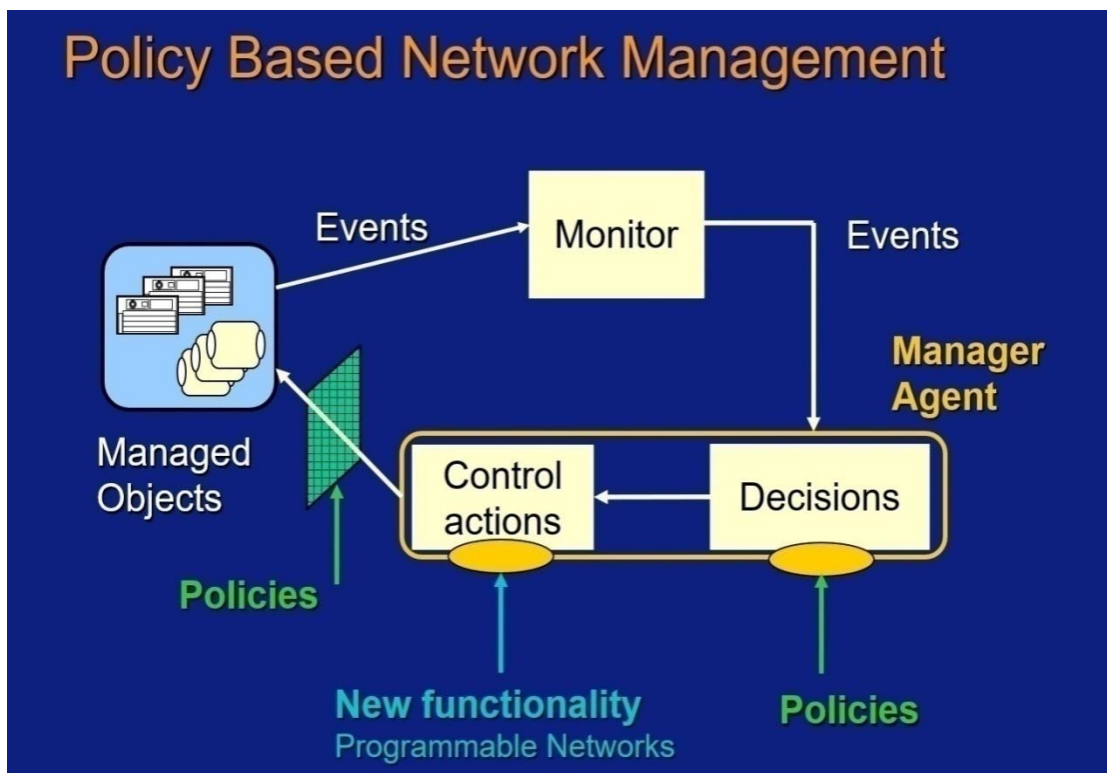 Policy Based Network Management
Events
Monitor
Events
Manager
Agent
Managed
Objects
Control
actions
Decisions
Policies
New functionality
Programmable Networks
Policies